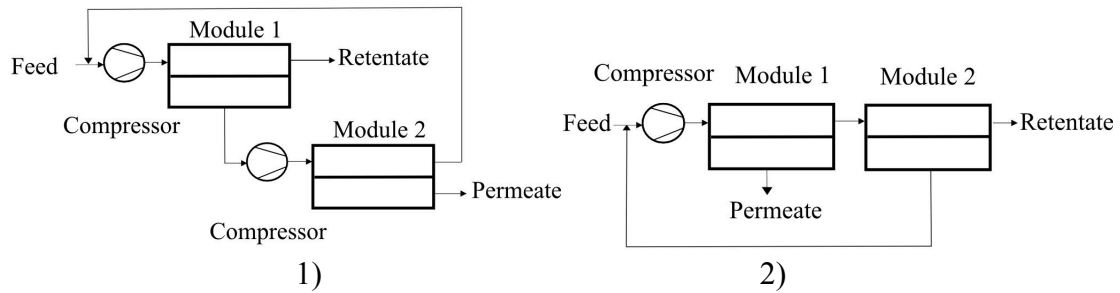 Module 1
Feed
Retentate
Compressor
Module 2
Permeate
Compressor
1)
Compressor
Module 1
Module 2
Feed
Retentate
Permeate
2)